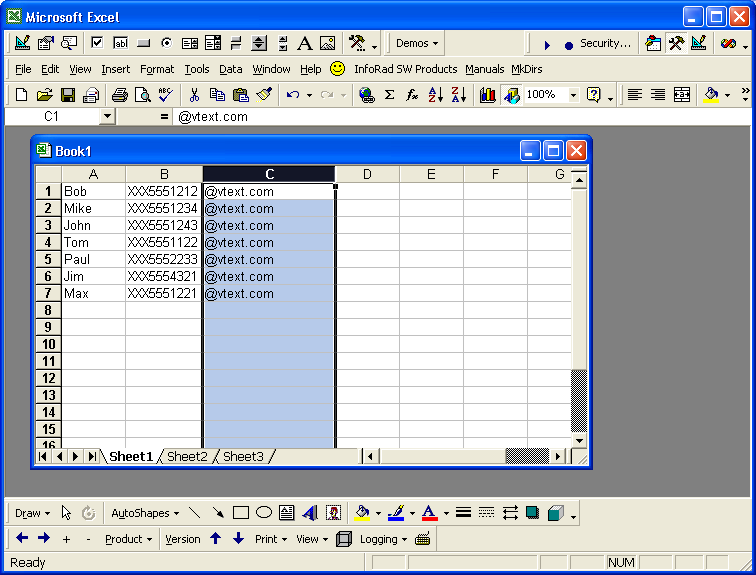 Microsoft Excel
ab A Demos Security...
File Edit View Insert Format Tools Data Window Help InfoRad SW Products Manuals MkDirs
ABC Σ fx A Z Z A 100% ? »
C1 = @vtext.com
Book1
A B C D E F G
1 Bob XXX5551212 @vtext.com
2 Mike XXX5551234 @vtext.com
3 John XXX5551243 @vtext.com
4 Tom XXX5551122 @vtext.com
5 Paul XXX5552233 @vtext.com
6 Jim XXX5554321 @vtext.com
7 Max XXX5551221 @vtext.com
8
9
10
11
12
13
14
15
16
Sheet1 Sheet2 Sheet3
Draw AutoShapes A A
+ - Product Version Print View Logging
Ready NUM